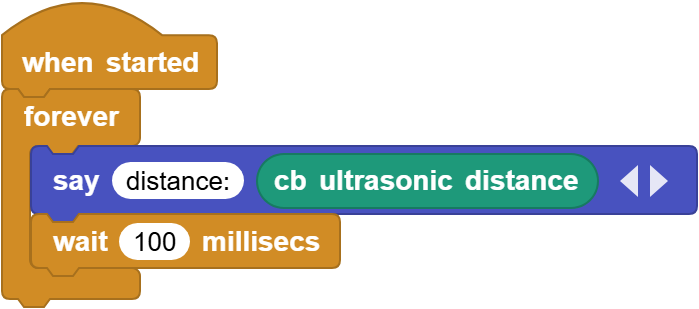 when started
forever
say distance: cb ultrasonic distance
wait 100 millisecs